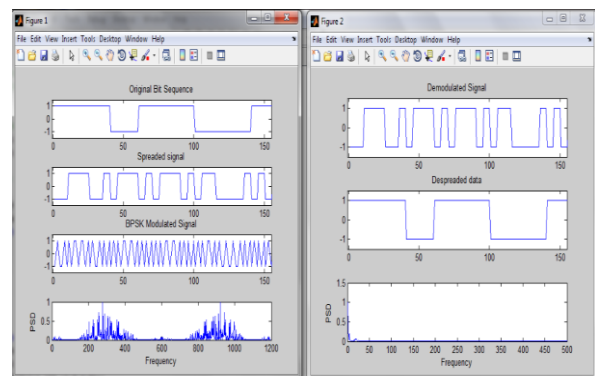 Figure 1
File Edit View Insert Tools Desktop Window Help
Original Bit Sequence
1
0
-1
0 50 100 150
Spreaded signal
1
0
-1
0 50 100 150
BPSK Modulated Signal
1
0
-1
0 50 100 150
1
0.5
0
PSD
0 200 400 600 800 1000 1200
Frequency
Figure 2
File Edit View Insert Tools Desktop Window Help
Demodulated Signal
1
0
-1
50 100 150
Despreaded data
1
0
-1
50 100 150
1.5
1
0.5
0
PSD
0 50 100 150 200 250 300 350 400 450 500
Frequency